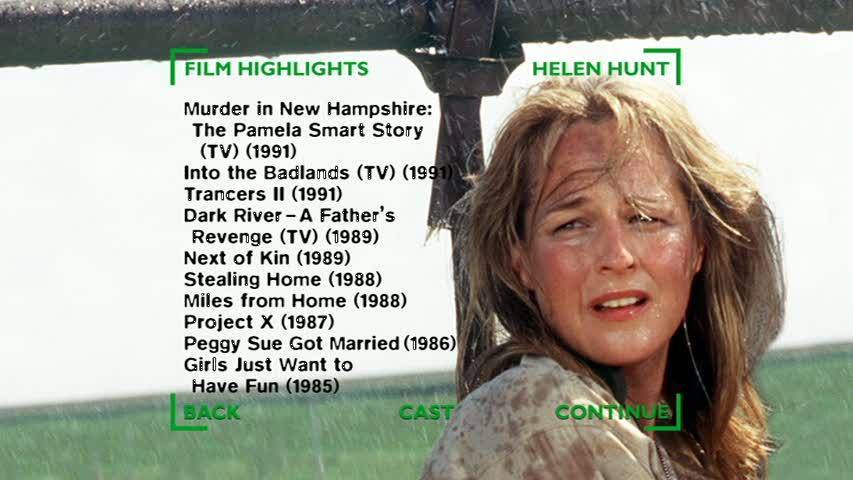 FILM HIGHLIGHTS HELEN HUNT
Murder in New Hampshire:
The Pamela Smart Story
(TV) (1991)
Into the Badlands (TV) (1991)
Trancers II (1991)
Dark River – A Father's
Revenge (TV) (1989)
Next of Kin (1989)
Stealing Home (1988)
Miles from Home (1988)
Project X (1987)
Peggy Sue Got Married (1986)
Girls Just Want to
Have Fun (1985)
BACK CAST CONTINUE